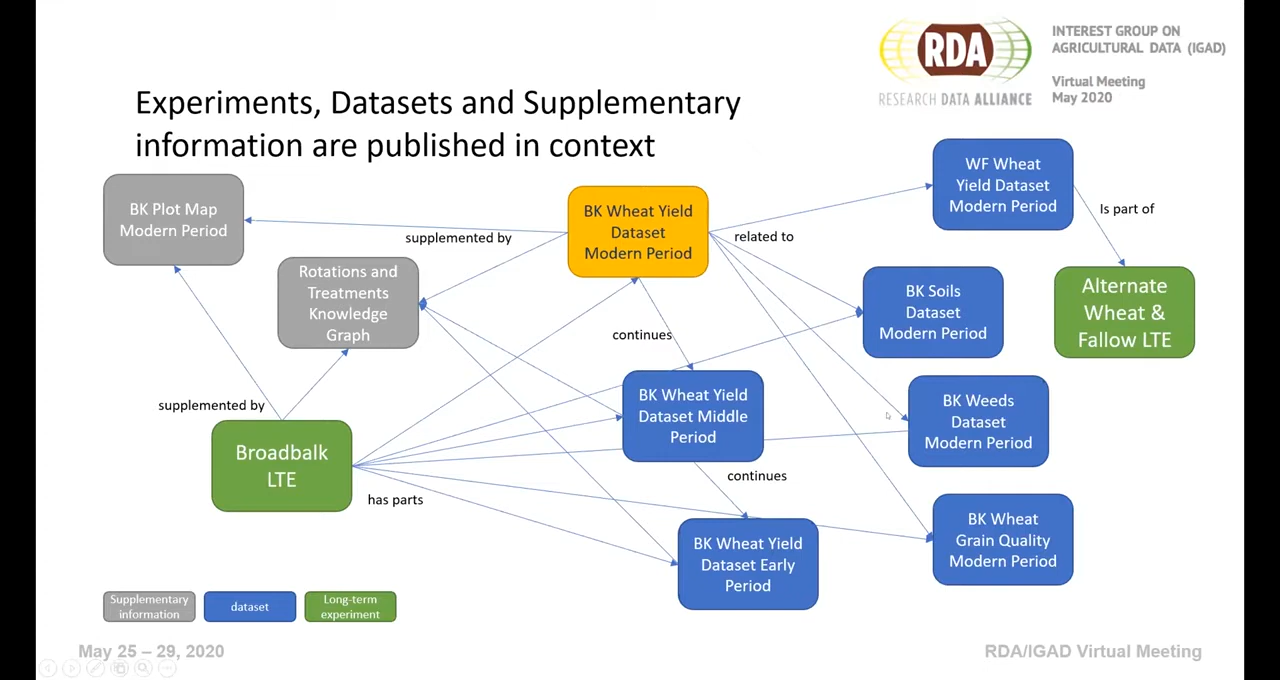 RDA
RESEARCH DATA ALLIANCE
INTEREST GROUP ON
AGRICULTURAL DATA (IGAD)
Virtual Meeting
May 2020
Experiments, Datasets and Supplementary
information are published in context
BK Plot Map
Modern Period
supplemented by
Rotations and
Treatments
Knowledge
Graph
BK Wheat Yield
Dataset
Modern Period
related to
WF Wheat
Yield Dataset
Modern Period
Is part of
BK Soils
Dataset
Modern Period
Alternate
Wheat &
Fallow LTE
continues
BK Wheat Yield
Dataset Middle
Period
BK Weeds
Dataset
Modern Period
supplemented by
Broadbalk
LTE
has parts
continues
BK Wheat Yield
Dataset Early
Period
BK Wheat
Grain Quality
Modern Period
Supplementary
information
dataset
Long-term
experiment
May 25 – 29, 2020
RDA/IGAD Virtual Meeting